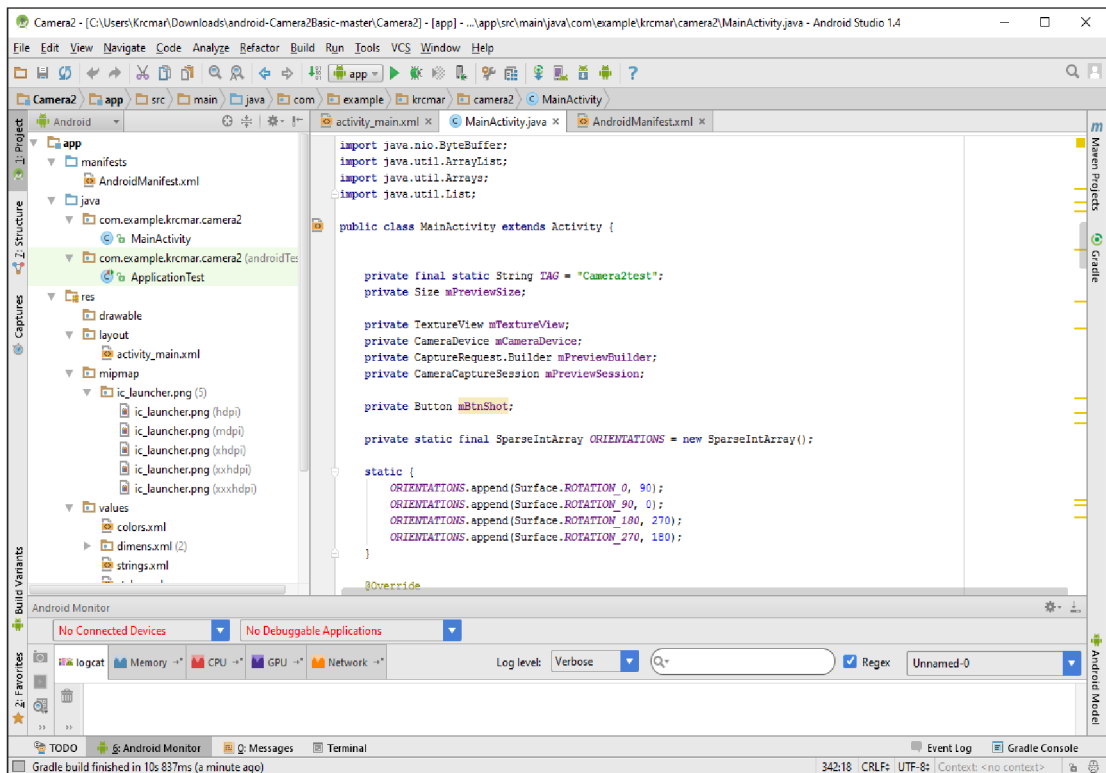 Camera2 - [C:\Users\Krcmar\Downloads\android-Camera2Basic-master\Camera2] - [app] - ...\app\src\main\java\com\example\krcmar\camera2\MainActivity.java - Android Studio 1.4
File Edit View Navigate Code Analyze Refactor Build Run Tools VCS Window Help
app
Camera2 app src main java com example krcmar camera2 MainActivity
1: Project
Z: Structure
Captures
Build Variants
2: Favorites
Android
app
manifests
AndroidManifest.xml
java
com.example.krcmar.camera2
MainActivity
com.example.krcmar.camera2 (androidTes
ApplicationTest
res
drawable
layout
activity_main.xml
mipmap
ic_launcher.png (5)
ic_launcher.png (hdpi)
ic_launcher.png (mdpi)
ic_launcher.png (xhdpi)
ic_launcher.png (xxhdpi)
ic_launcher.png (xxxhdpi)
values
colors.xml
dimens.xml (2)
strings.xml
activity_main.xml × MainActivity.java × AndroidManifest.xml ×
import java.nio.ByteBuffer;
import java.util.ArrayList;
import java.util.Arrays;
import java.util.List;
public class MainActivity extends Activity {
private final static String TAG = "Camera2test";
private Size mPreviewSize;
private TextureView mTextureView;
private CameraDevice mCameraDevice;
private CaptureRequest.Builder mPreviewBuilder;
private CameraCaptureSession mPreviewSession;
private Button mBtnShot;
private static final SparseIntArray ORIENTATIONS = new SparseIntArray();
static {
ORIENTATIONS.append(Surface.ROTATION_0, 90);
ORIENTATIONS.append(Surface.ROTATION_90, 0);
ORIENTATIONS.append(Surface.ROTATION_180, 270);
ORIENTATIONS.append(Surface.ROTATION_270, 180);
}
@Override
m Maven Projects
Gradle
Android Model
Android Monitor
No Connected Devices No Debuggable Applications
logcat Memory CPU GPU Network Log level: Verbose Regex Unnamed-0
TODO 6: Android Monitor 0: Messages Terminal Event Log Gradle Console
Gradle build finished in 10s 837ms (a minute ago) 342:18 CRLF UTF-8 Context: <no context>